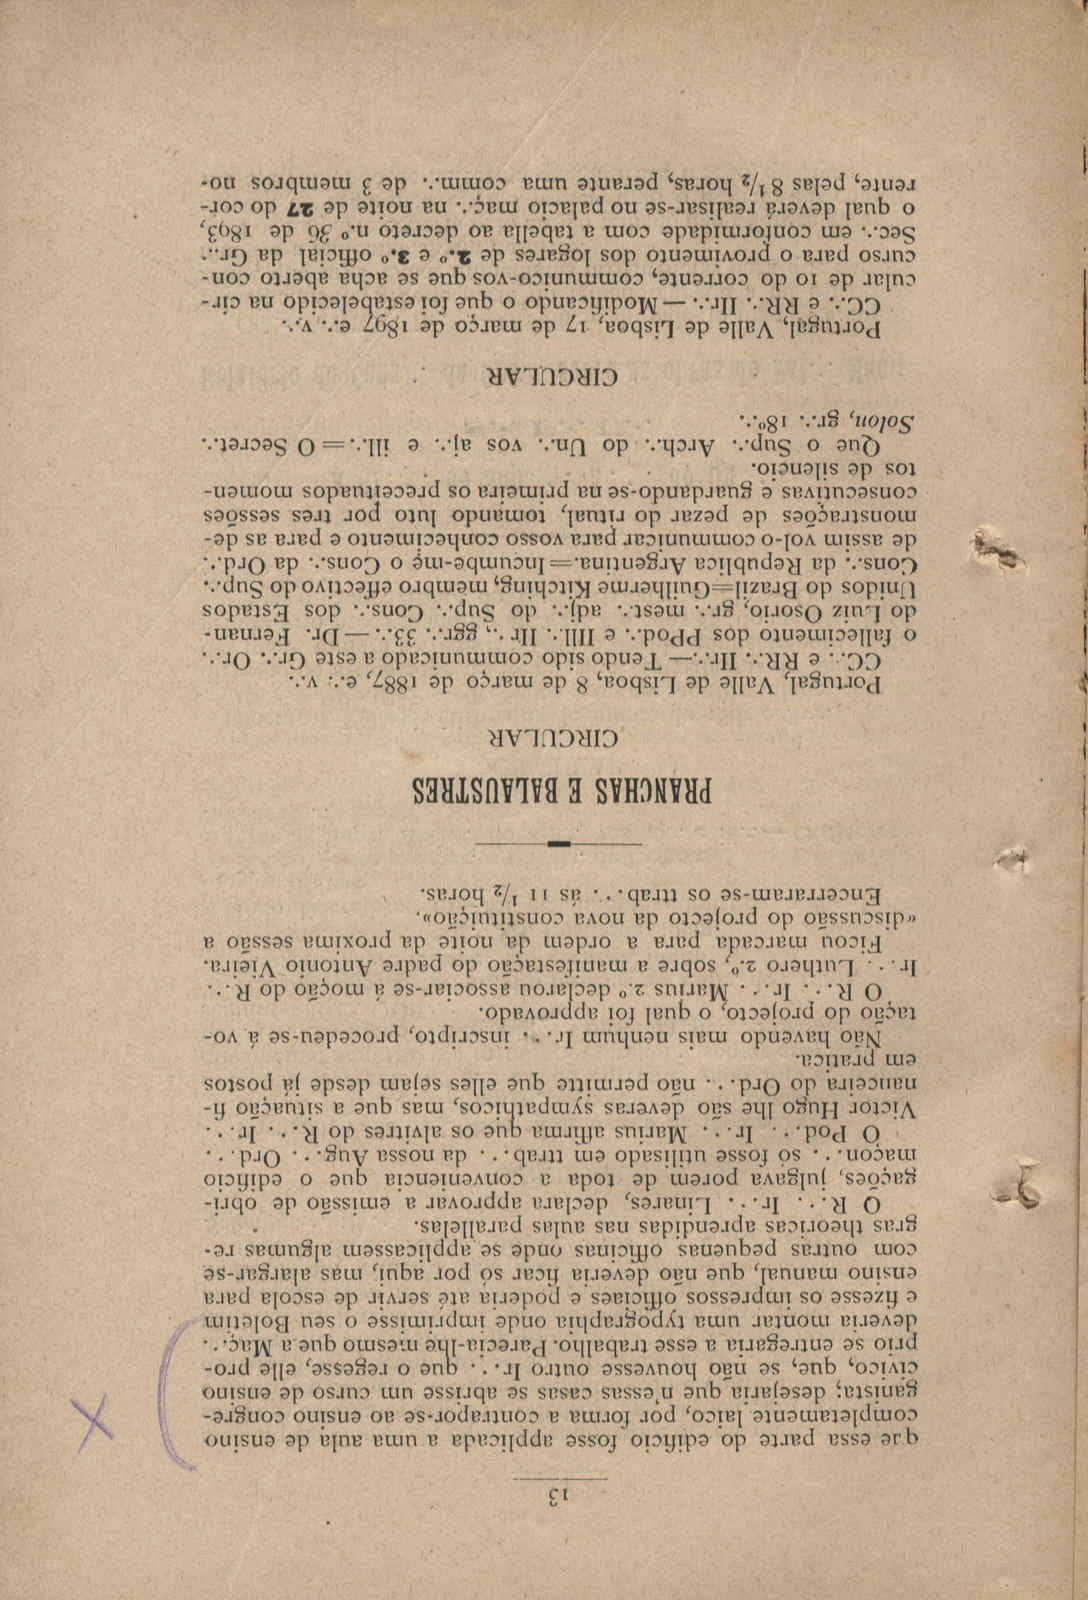 13
que essa parte do edificio fosse applicada a uma aula de ensino
completamente laico, por forma a contrapor-se ao ensino congre-
ganista; desejaria que n'essas casas se abrisse um curso de ensino
civico, que, se não houvesse outro Ir.·. que o regesse, elle pro-
prio se entregaria a esse trabalho. Parecia-lhe mesmo que a Maç.·.
deveria montar uma typographia onde imprimisse o seu Boletim
e fizesse os impressos officiaes e poderia até servir de escola para
ensino manual, que não deveria ficar só por aqui, mas alargar-se
com outras pequenas officinas onde se applicassem algumas re-
gras theoricas aprendidas nas aulas parallelas.
O R.·. Ir.·. Linares, declara approvar a emissão de obri-
gações, julgava porem de toda a conveniencia que o edificio
maçon.·. só fosse utilisado em trab.·. da nossa Aug.·. Ord.·.
O Pod.·. Ir.·. Marius affirma que os alvitres do R.·. Ir.·.
Victor Hugo lhe são deveras sympathicos, mas que a situação fi-
nanceira do Ord.·. não permitte que elles sejam desde já postos
em pratica.
Não havendo mais nenhum Ir.·. inscripto, procedeu-se á vo-
tação do projecto, o qual foi approvado.
O R.·. Ir.·. Marius 2.º declarou associar-se á moção do R.·.
Ir.·. Luthero 2.º, sobre a manifestação do padre Antonio Vieira.
Ficou marcada para a ordem da noite da proxima sessão a
«discussão do projecto da nova constituição».
Encerraram-se os trab.·. ás 11 1/2 horas.
PRANCHAS E BALAUSTRES
CIRCULAR
Portugal, Valle de Lisboa, 8 de março de 1887, e.·. v.·.
CC.·. e RR.·. Ir.·. — Tendo sido communicado a este Gr.·. Or.·.
o fallecimento dos PPod.·. e Ill.·. Ir.·., ggr.·. 33.·. — Dr. Fernan-
do Luiz Osorio, gr.·. mest.·. adj.·. do Sup.·. Cons.·. dos Estados
Unidos do Brazil=Guilherme Kitching, membro effectivo do Sup.·.
Cons.·. da Republica Argentina.=Incumbe-me o Cons.·. da Ord.·.
de assim vol-o communicar para vosso conhecimento e para as de-
monstrações de pezar do ritual, tomando luto por tres sessões
consecutivas e guardando-se na primeira os preceituados momen-
tos de silencio.
Que o Sup.·. Arch.·. do Un.·. vos aj.·. e ill.·. = O Secret.·.
Solon, gr.·. 18º.·.
CIRCULAR
Portugal, Valle de Lisboa, 17 de março de 1897 e.·. v.·.
CC.·. e RR.·. Ir.·. — Modificando o que foi estabelecido na cir-
cular de 10 do corrente, communico-vos que se acha aberto con-
curso para o provimento dos logares de 2.º e 3.º official da Gr.·.
Sec.·. em conformidade com a tabella ao decreto n.º 36 de 1893,
o qual deverá realisar-se no palacio maç.·. na noite de 27 do cor-
rente, pelas 8 1/2 horas, perante uma comm.·. de 3 membros no-